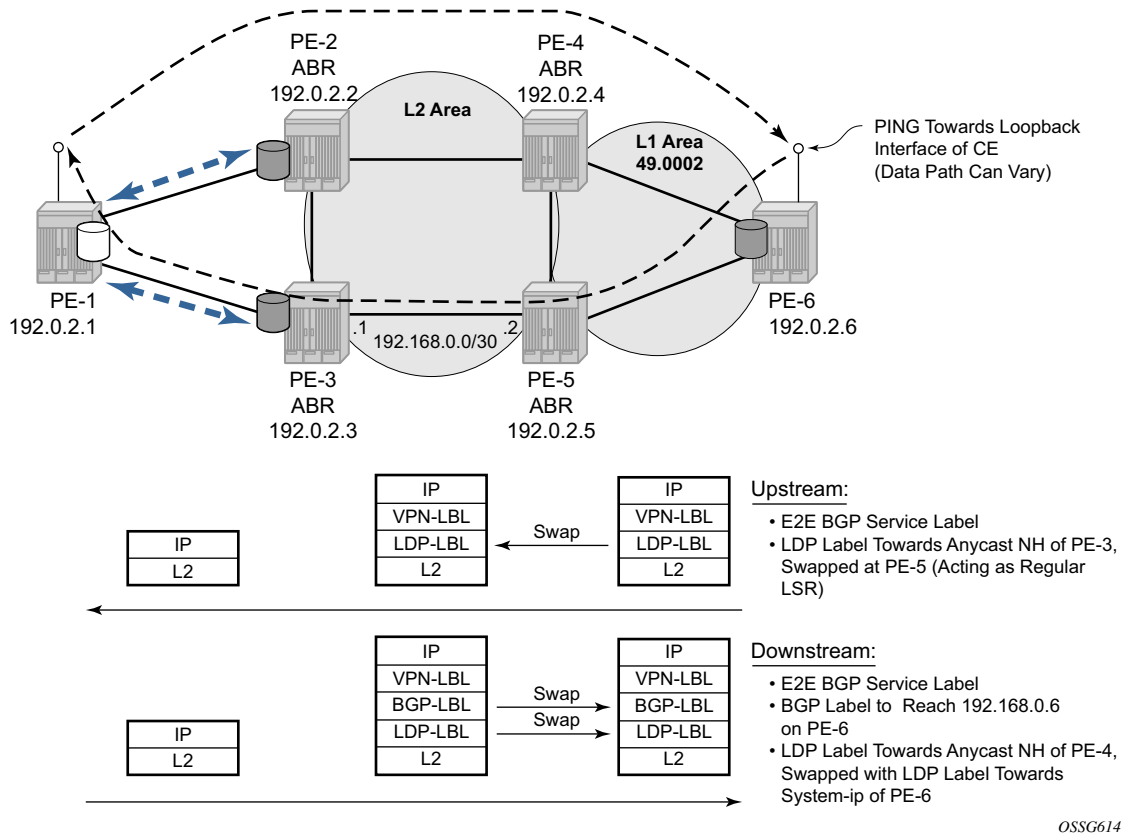 PE-2
ABR
192.0.2.2
PE-4
ABR
192.0.2.4
L2 Area
L1 Area
49.0002
PING Towards Loopback
Interface of CE
(Data Path Can Vary)
PE-1
192.0.2.1
PE-6
192.0.2.6
.1
192.168.0.0/30
.2
PE-3
ABR
192.0.2.3
PE-5
ABR
192.0.2.5
IP
L2
IP
VPN-LBL
LDP-LBL
L2
Swap
IP
VPN-LBL
LDP-LBL
L2
Upstream:
• E2E BGP Service Label
• LDP Label Towards Anycast NH of PE-3,
Swapped at PE-5 (Acting as Regular
LSR)
IP
L2
IP
VPN-LBL
BGP-LBL
LDP-LBL
L2
Swap
Swap
IP
VPN-LBL
BGP-LBL
LDP-LBL
L2
Downstream:
• E2E BGP Service Label
• BGP Label to Reach 192.168.0.6
on PE-6
• LDP Label Towards Anycast NH of PE-4,
Swapped with LDP Label Towards
System-ip of PE-6
OSSG614